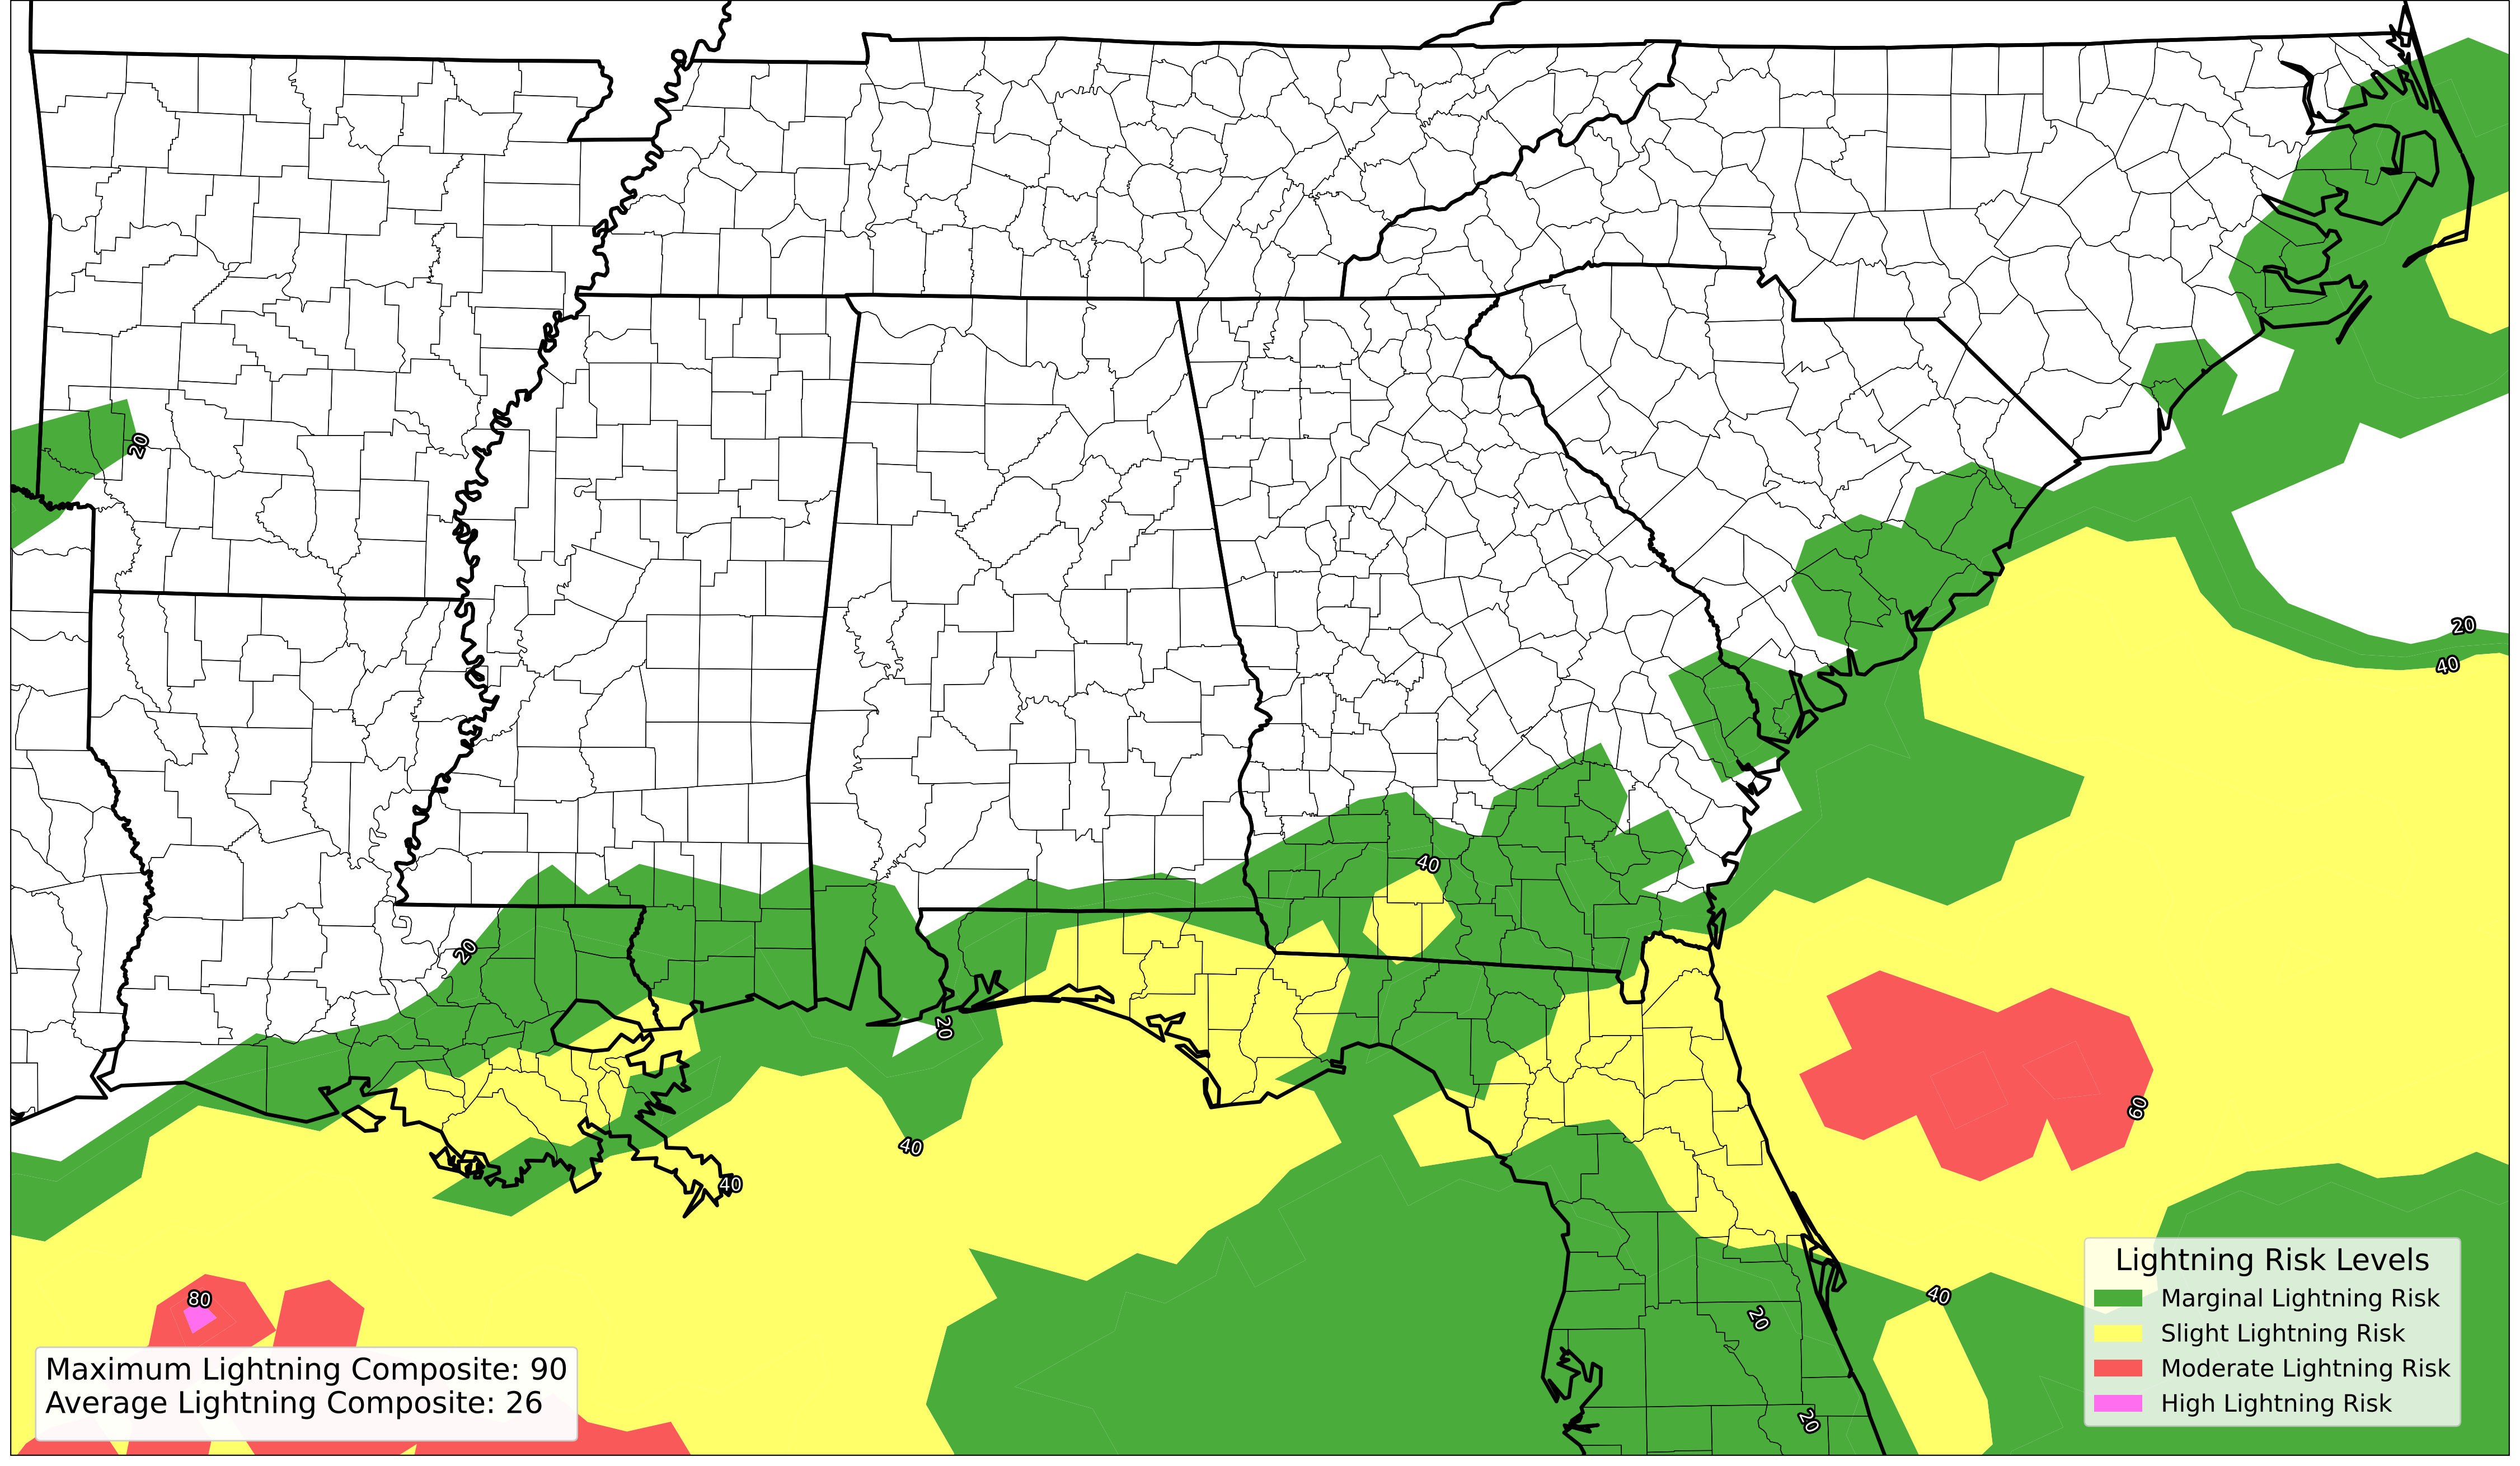 20
20
40
40
20
20
60
40
40
80
40
20
20
Lightning Risk Levels
Marginal Lightning Risk
Slight Lightning Risk
Moderate Lightning Risk
High Lightning Risk
Maximum Lightning Composite: 90
Average Lightning Composite: 26